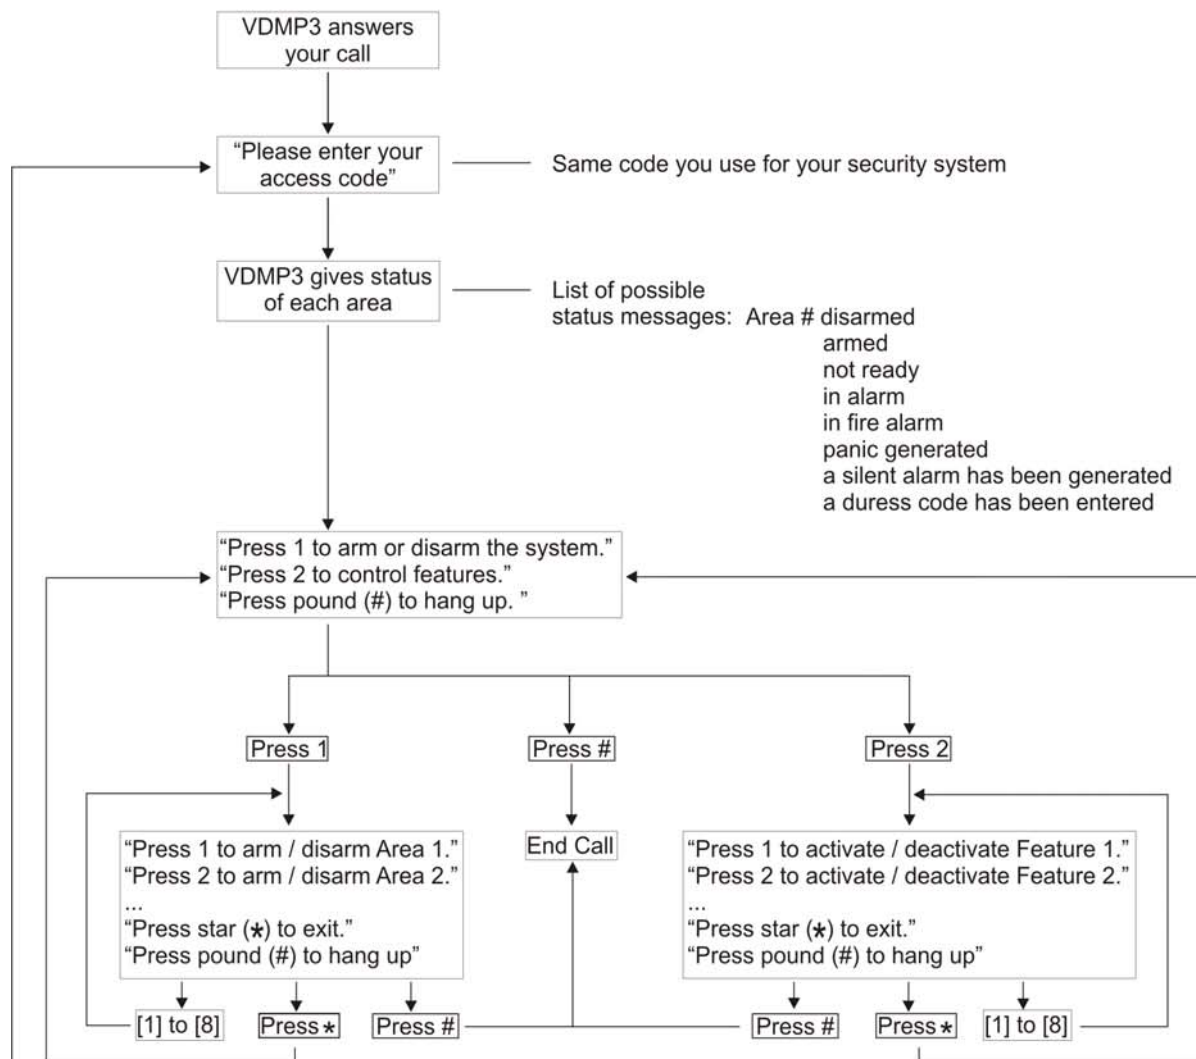 VDMP3 answers
your call
“Please enter your
access code”
Same code you use for your security system
VDMP3 gives status
of each area
List of possible
status messages: Area # disarmed
armed
not ready
in alarm
in fire alarm
panic generated
a silent alarm has been generated
a duress code has been entered
“Press 1 to arm or disarm the system.”
“Press 2 to control features.”
“Press pound (#) to hang up. ”
Press 1
Press #
Press 2
“Press 1 to arm / disarm Area 1.”
“Press 2 to arm / disarm Area 2.”
...
“Press star (*) to exit.”
“Press pound (#) to hang up”
End Call
“Press 1 to activate / deactivate Feature 1.”
“Press 2 to activate / deactivate Feature 2.”
...
“Press star (*) to exit.”
“Press pound (#) to hang up”
[1] to [8]
Press *
Press #
Press #
Press *
[1] to [8]